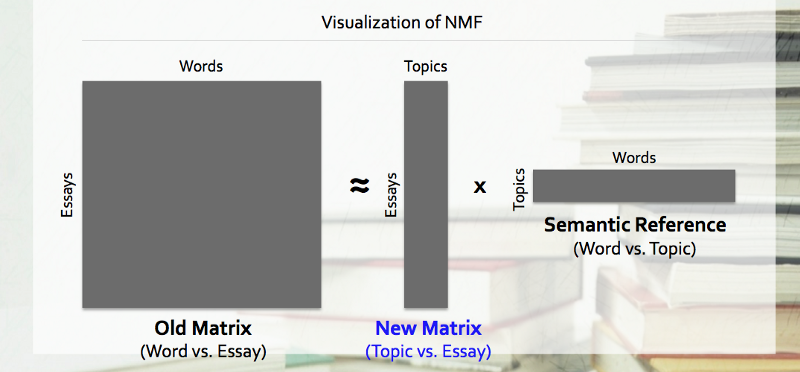 Visualization of NMF
Words
Essays
Old Matrix
(Word vs. Essay)
≈
Topics
Essays
New Matrix
(Topic vs. Essay)
x
Words
Topics
Semantic Reference
(Word vs. Topic)